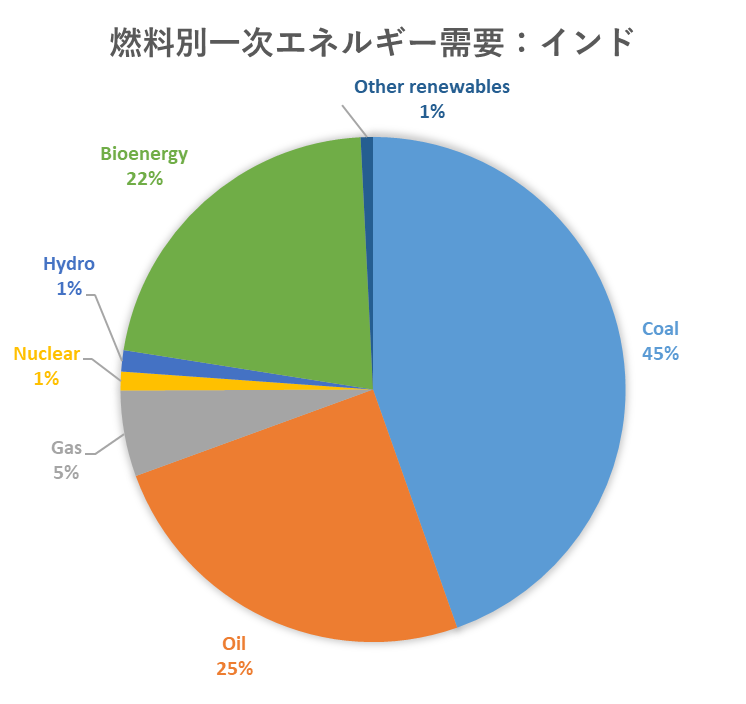 燃料別一次エネルギー需要：インド
Other renewables
1%
Bioenergy
22%
Hydro
1%
Nuclear
1%
Gas
5%
Coal
45%
Oil
25%